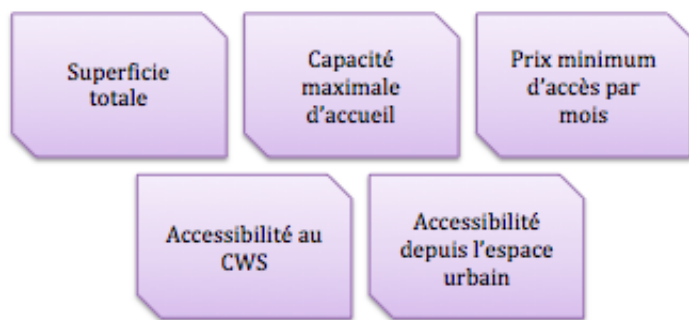 Superficie
totale
Capacité
maximale
d’accueil
Prix minimum
d’accès par
mois
Accessibilité au
CWS
Accessibilité
depuis l’espace
urbain